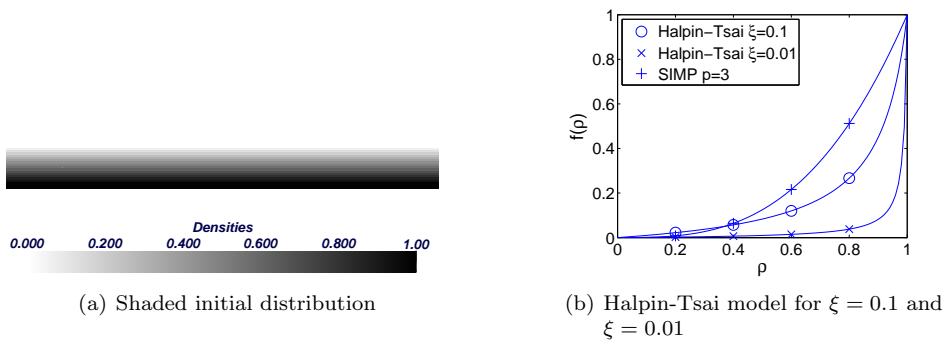 Densities
0.000 0.200 0.400 0.600 0.800 1.00
(a) Shaded initial distribution
Halpin−Tsai ξ=0.1
Halpin−Tsai ξ=0.01
SIMP p=3
1
0.8
0.6
0.4
0.2
0
f(ρ)
0 0.2 0.4 0.6 0.8 1
ρ
(b) Halpin-Tsai model for ξ = 0.1 and
ξ = 0.01